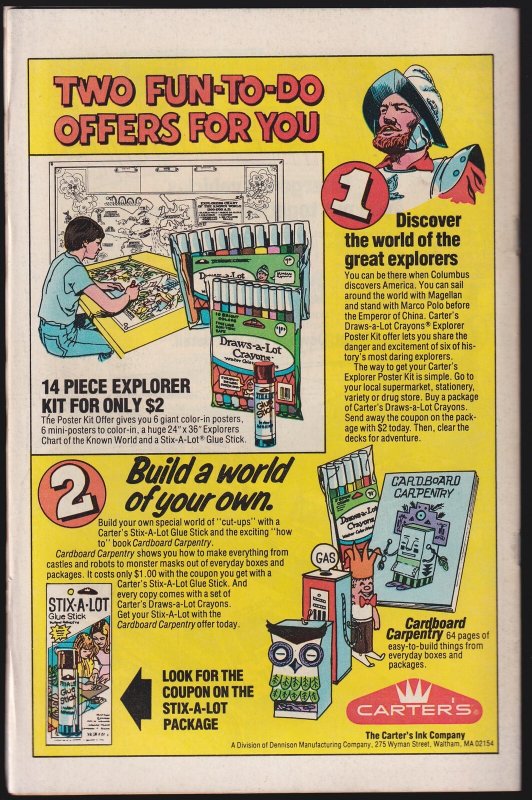 TWO FUN-TO-DO
OFFERS FOR YOU
1
Discover
the world of the
great explorers
You can be there when Columbus
discovers America. You can sail
around the world with Magellan
and stand with Marco Polo before
the Emperor of China. Carter's
Draws-a-Lot Crayons® Explorer
Poster Kit offer lets you share the
danger and excitement of six of his-
tory's most daring explorers.
The way to get your Carter's
Explorer Poster Kit is simple. Go to
your local supermarket, stationery,
variety or drug store. Buy a package
of Carter's Draws-a-Lot Crayons.
Send away the coupon on the pack-
age with $2 today. Then, clear the
decks for adventure.
Draws-a-Lot
Draws-a-Lot
Crayons
Glue
Stick
14 PIECE EXPLORER
KIT FOR ONLY $2
The Poster Kit Offer gives you 6 giant color-in posters,
6 mini-posters to color-in, a huge 24" x 36" Explorers
Chart of the Known World and a Stix-A-Lot® Glue Stick.
2
Build a world
of your own.
Build your own special world of "cut-ups" with a
Carter's Stix-A-Lot Glue Stick and the exciting "how
to" book Cardboard Carpentry.
Cardboard Carpentry shows you how to make everything from
castles and robots to monster masks out of everyday boxes and
packages. It costs only $1.00 with the coupon you get with a
Carter's Stix-A-Lot Glue Stick. And
every copy comes with a set of
Carter's Draws-a-Lot Crayons.
Get your Stix-A-Lot with the
Cardboard Carpentry offer today.
STIX-A-LOT
Glue Stick
Glue
Stick
LOOK FOR THE
COUPON ON THE
STIX-A-LOT
PACKAGE
Draws-a-Lot
Crayons
CARDBOARD
CARPENTRY
GAS
Cardboard
Carpentry 64 pages of
easy-to-build things from
everyday boxes and
packages.
CARTER'S®
The Carter's Ink Company
A Division of Dennison Manufacturing Company, 275 Wyman Street, Waltham, MA 02154